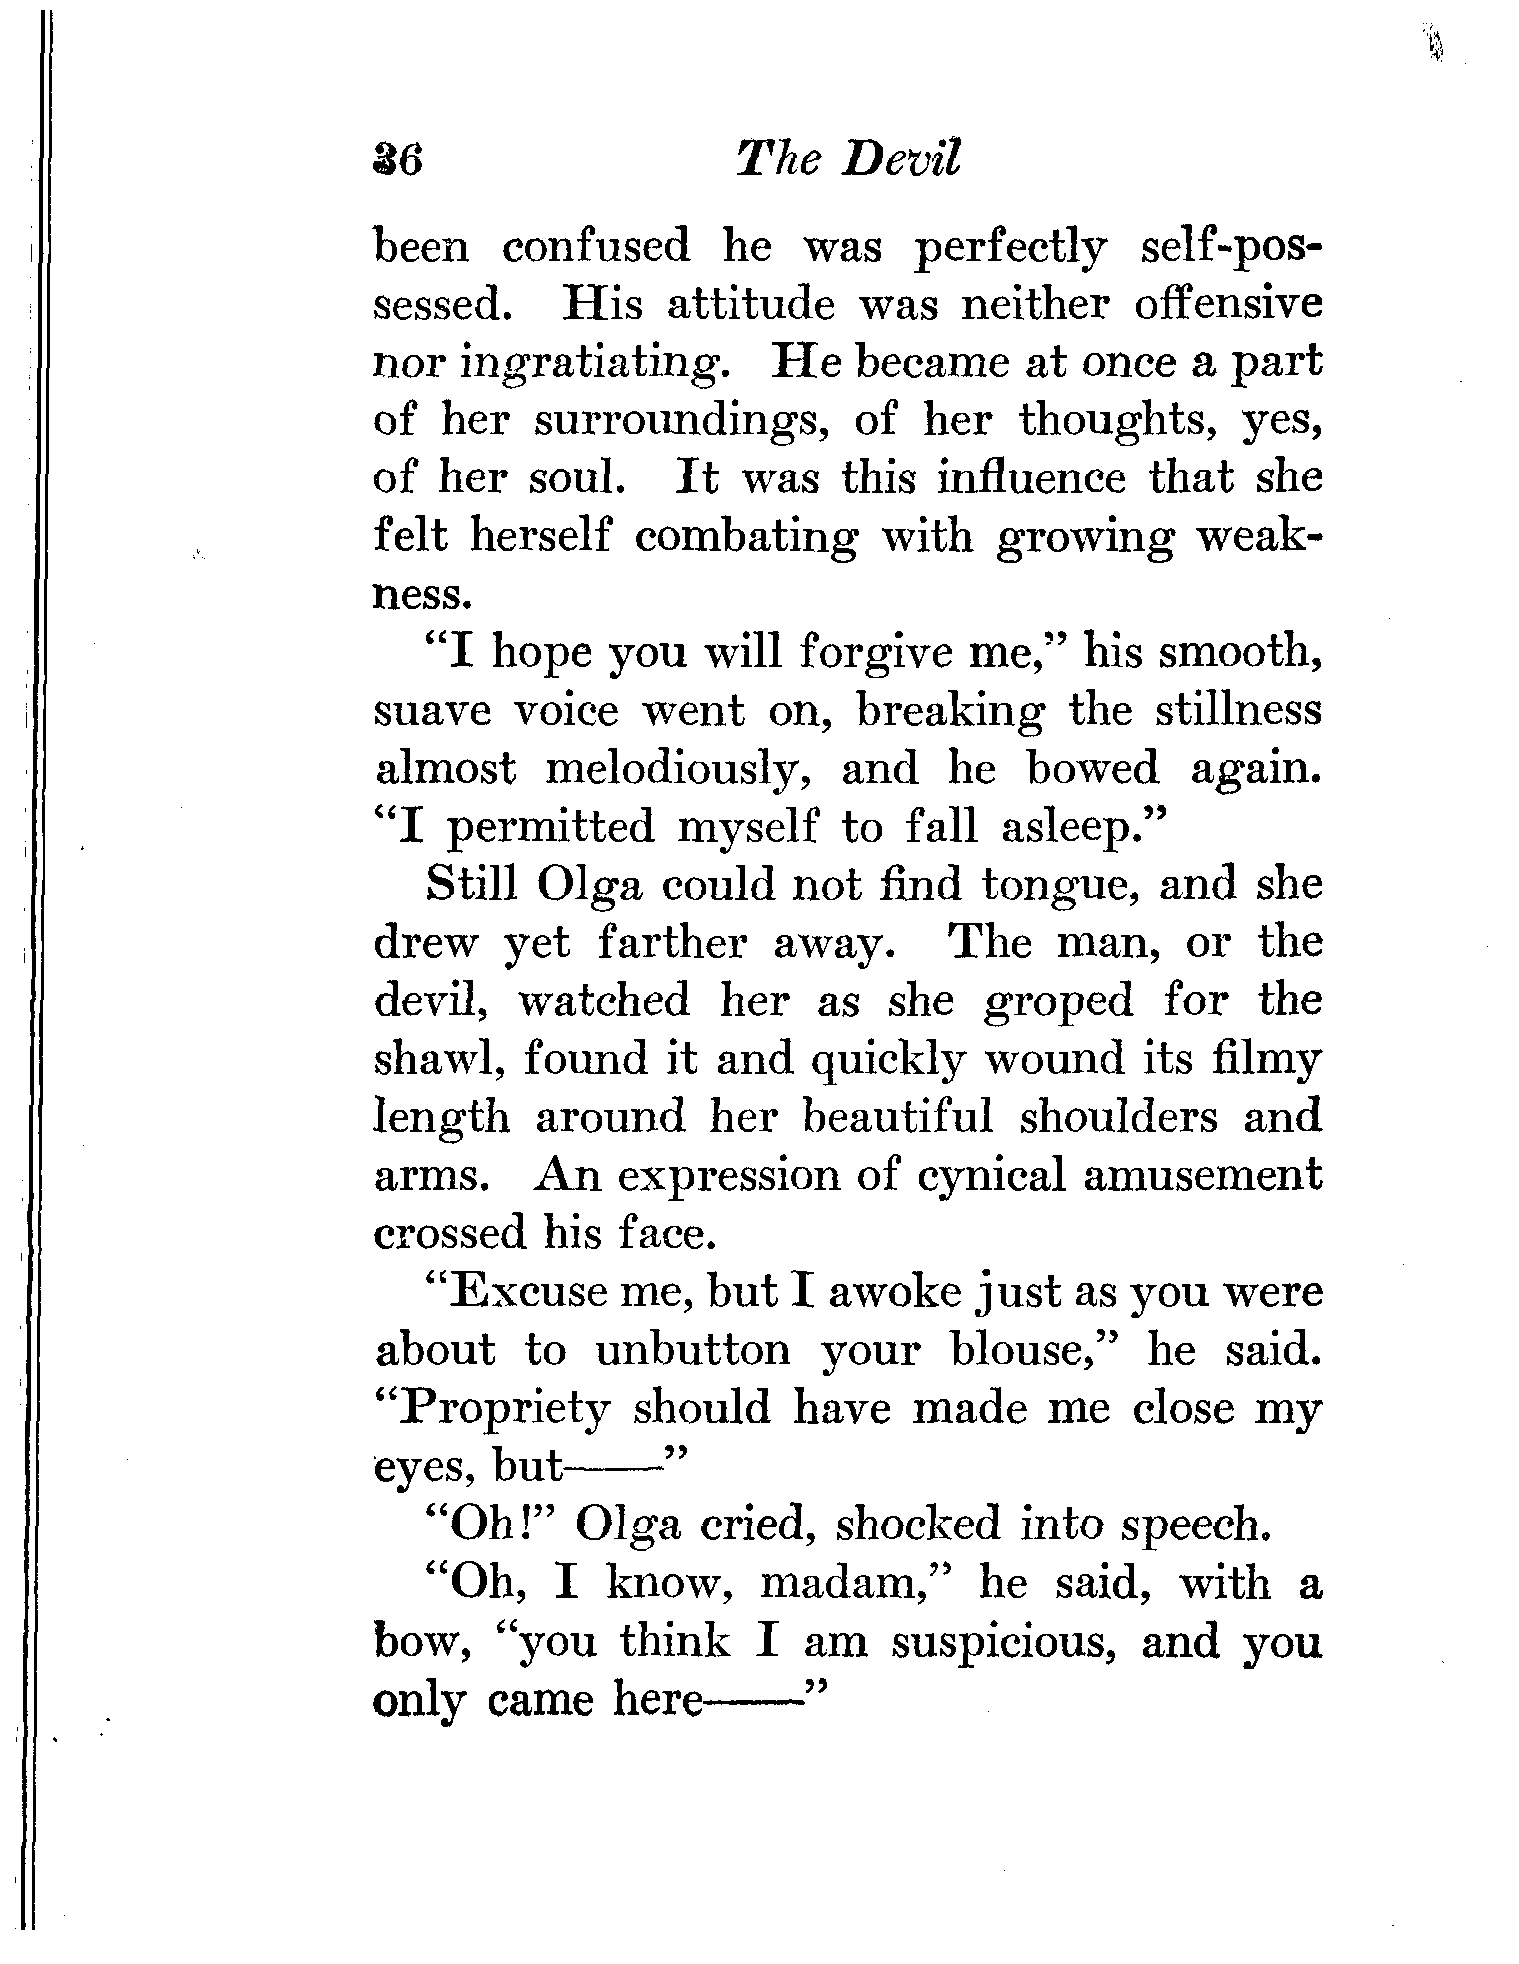 36 The Devil
been confused he was perfectly self-pos-
sessed. His attitude was neither offensive
nor ingratiating. He became at once a part
of her surroundings, of her thoughts, yes,
of her soul. It was this influence that she
felt herself combating with growing weak-
ness.
"I hope you will forgive me," his smooth,
suave voice went on, breaking the stillness
almost melodiously, and he bowed again.
"I permitted myself to fall asleep."
Still Olga could not find tongue, and she
drew yet farther away. The man, or the
devil, watched her as she groped for the
shawl, found it and quickly wound its filmy
length around her beautiful shoulders and
arms. An expression of cynical amusement
crossed his face.
"Excuse me, but I awoke just as you were
about to unbutton your blouse," he said.
"Propriety should have made me close my
eyes, but——"
"Oh!" Olga cried, shocked into speech.
"Oh, I know, madam," he said, with a
bow, "you think I am suspicious, and you
only came here——"